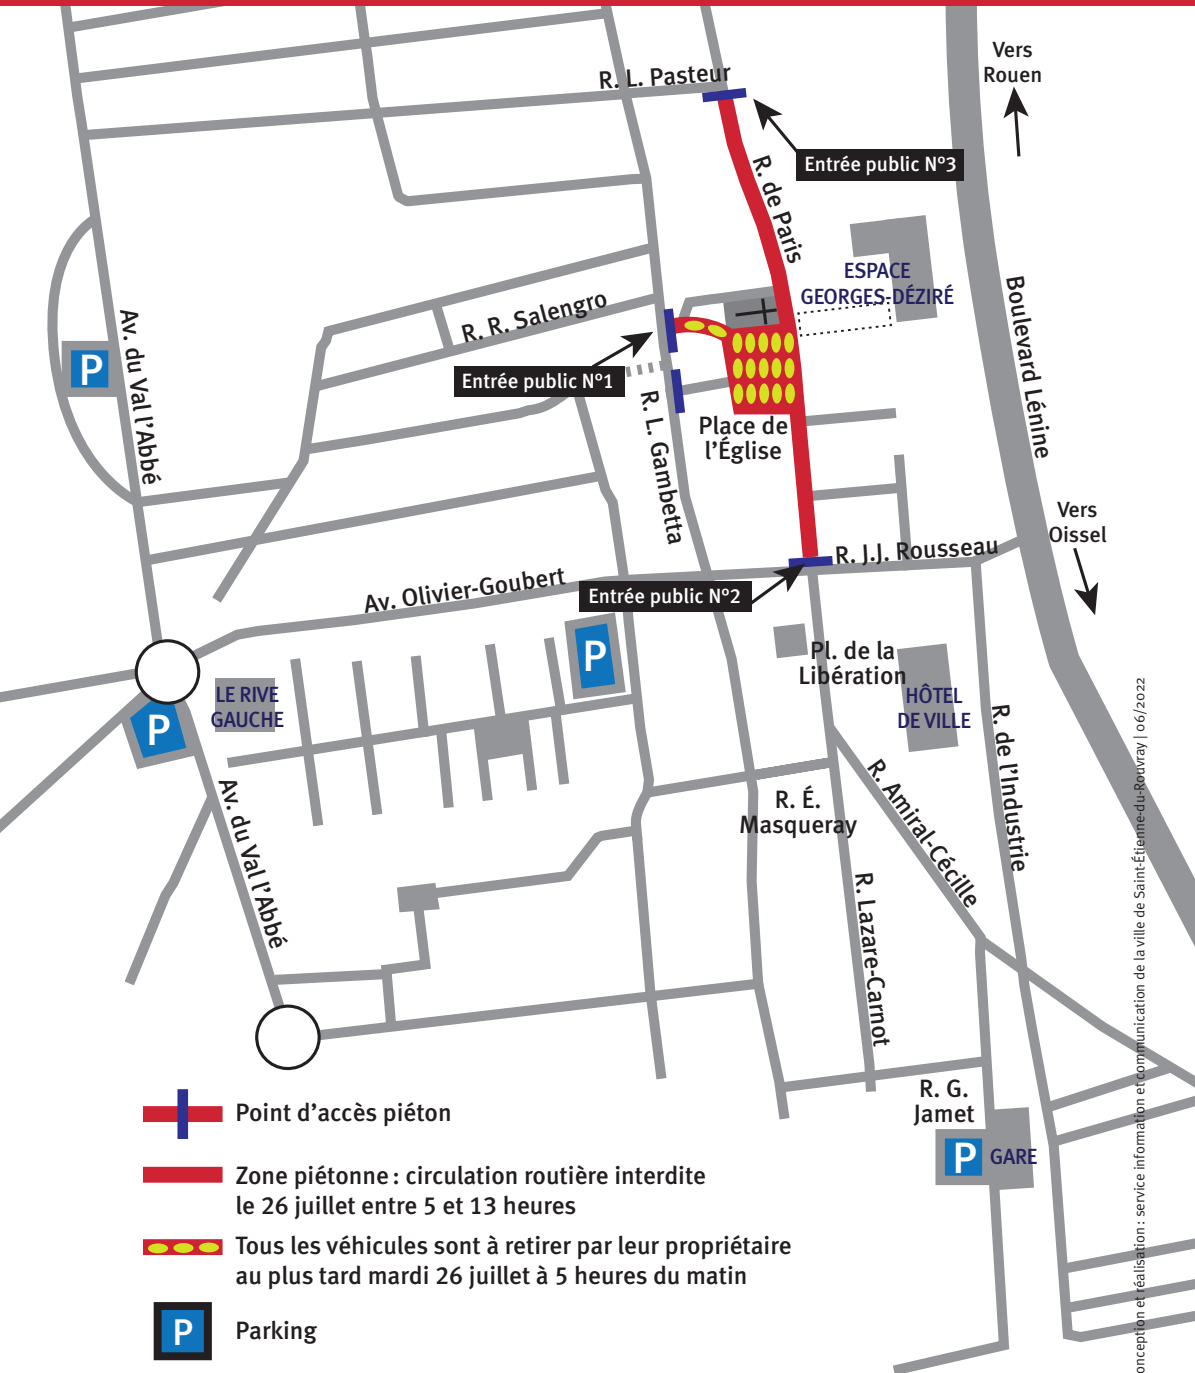 Vers
Rouen
R. L. Pasteur
Entrée public N°3
R. de Paris
ESPACE
GEORGES-DÉZIRÉ
Boulevard Lénine
R. R. Salengro
Av. du Val l'Abbé
P
Entrée public N°1
R. L. Gambetta
Place de
l'Église
Vers
Oissel
R. J.J. Rousseau
Av. Olivier-Goubert
Entrée public N°2
P
Pl. de la
Libération
HÔTEL
DE VILLE
LE RIVE
GAUCHE
P
R. de l'Industrie
R. Amiral-Cécille
R. É.
Masqueray
Av. du Val l'Abbé
R. Lazare-Carnot
R. G.
Jamet
P
GARE
Point d'accès piéton
Zone piétonne : circulation routière interdite
le 26 juillet entre 5 et 13 heures
Tous les véhicules sont à retirer par leur propriétaire
au plus tard mardi 26 juillet à 5 heures du matin
P
Parking
onception et réalisation : service information et communication de la ville de Saint-Étienne-du-Rouvray | 06/2022